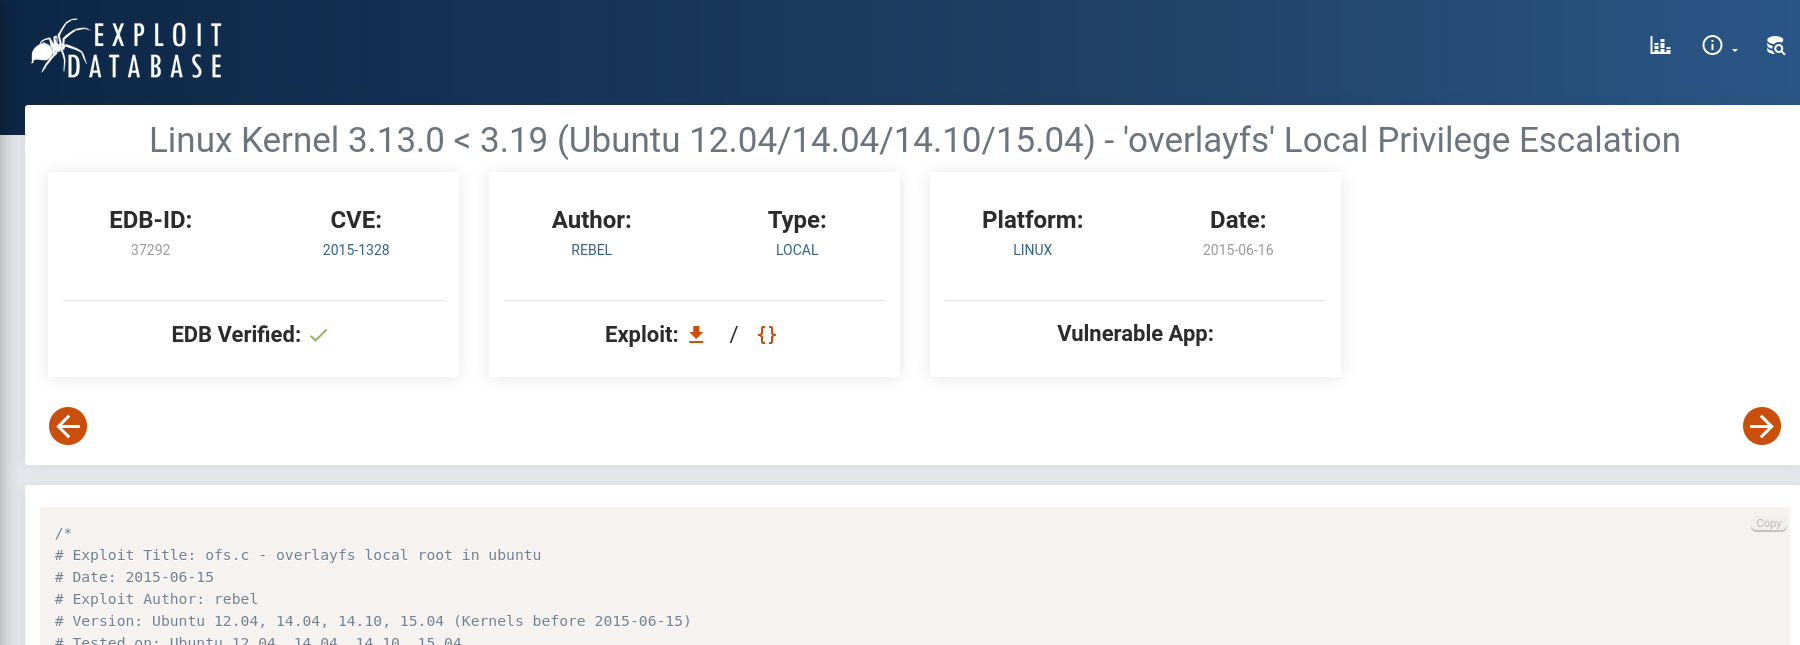 EXPLOIT
DATABASE
Linux Kernel 3.13.0 < 3.19 (Ubuntu 12.04/14.04/14.10/15.04) - 'overlayfs' Local Privilege Escalation
EDB-ID:
37292
CVE:
2015-1328
EDB Verified:
Author:
REBEL
Type:
LOCAL
Exploit: / {}
Platform:
LINUX
Date:
2015-06-16
Vulnerable App:
Copy
/*
# Exploit Title: ofs.c - overlayfs local root in ubuntu
# Date: 2015-06-15
# Exploit Author: rebel
# Version: Ubuntu 12.04, 14.04, 14.10, 15.04 (Kernels before 2015-06-15)
# Tested on: Ubuntu 12.04, 14.04, 14.10, 15.04